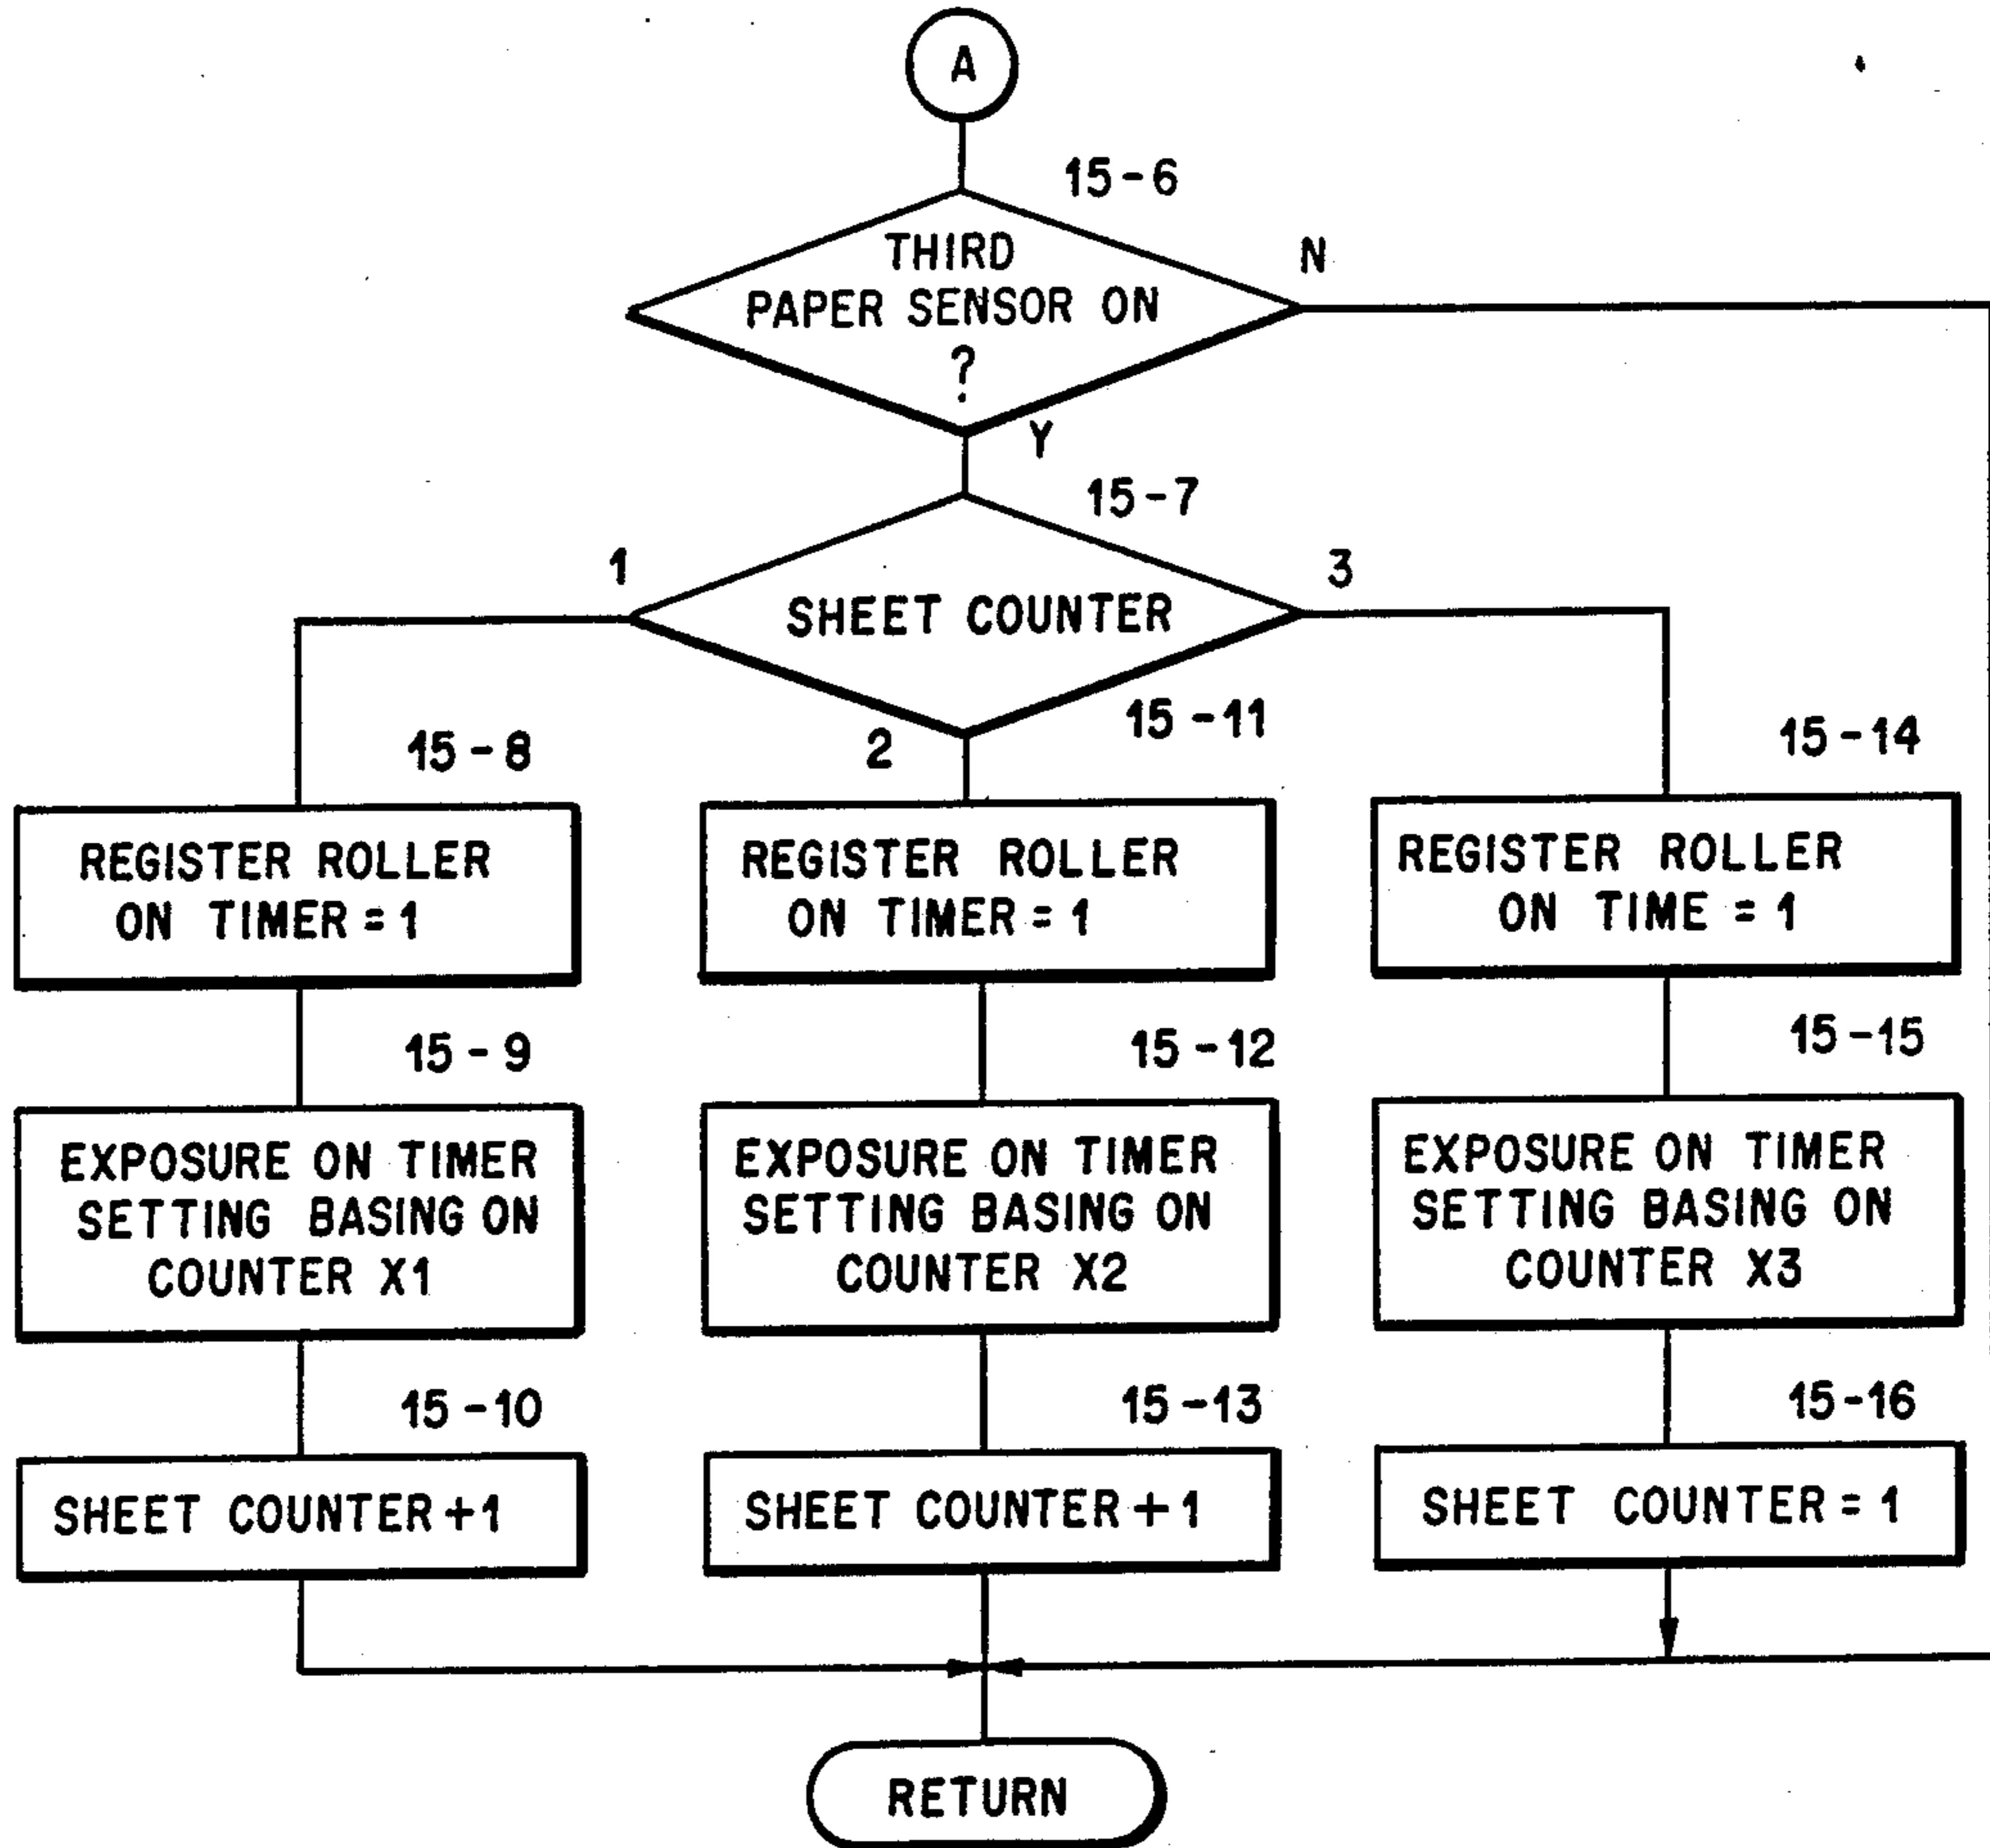 A
15-6
THIRD
PAPER SENSOR ON
?
N
Y
15-7
SHEET COUNTER
1
2
3
15-8
REGISTER ROLLER
ON TIMER = 1
15-9
EXPOSURE ON TIMER
SETTING BASING ON
COUNTER X1
15-10
SHEET COUNTER +1
15-11
REGISTER ROLLER
ON TIMER = 1
15-12
EXPOSURE ON TIMER
SETTING BASING ON
COUNTER X2
15-13
SHEET COUNTER +1
15-14
REGISTER ROLLER
ON TIME = 1
15-15
EXPOSURE ON TIMER
SETTING BASING ON
COUNTER X3
15-16
SHEET COUNTER = 1
RETURN